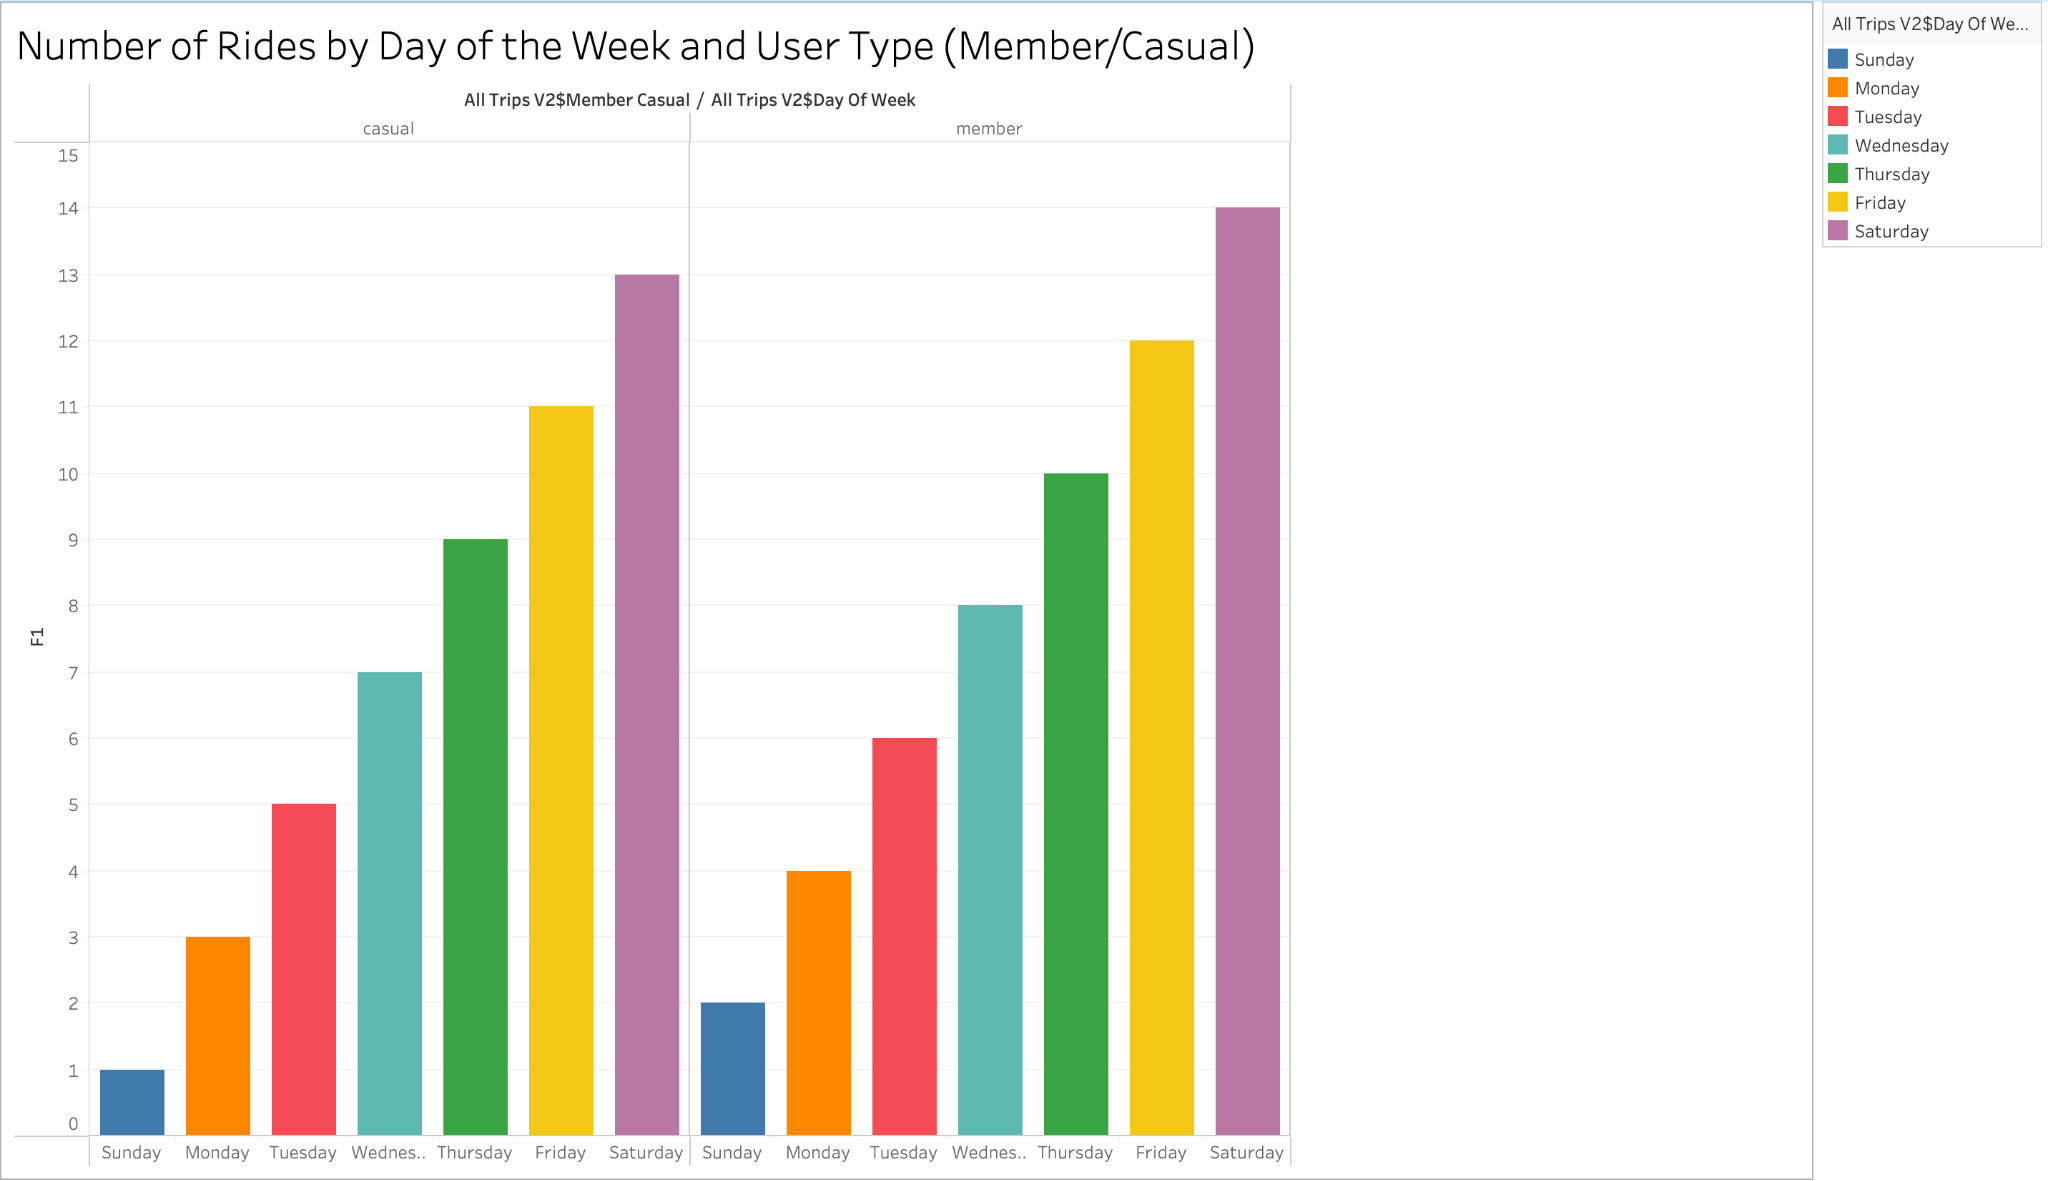 Number of Rides by Day of the Week and User Type (Member/Casual)
All Trips V2$Member Casual / All Trips V2$Day Of Week
casual member
15
14
13
12
11
10
9
8
7
6
5
4
3
2
1
0
F1
Sunday Monday Tuesday Wednes.. Thursday Friday Saturday Sunday Monday Tuesday Wednes.. Thursday Friday Saturday
All Trips V2$Day Of We...
Sunday
Monday
Tuesday
Wednesday
Thursday
Friday
Saturday